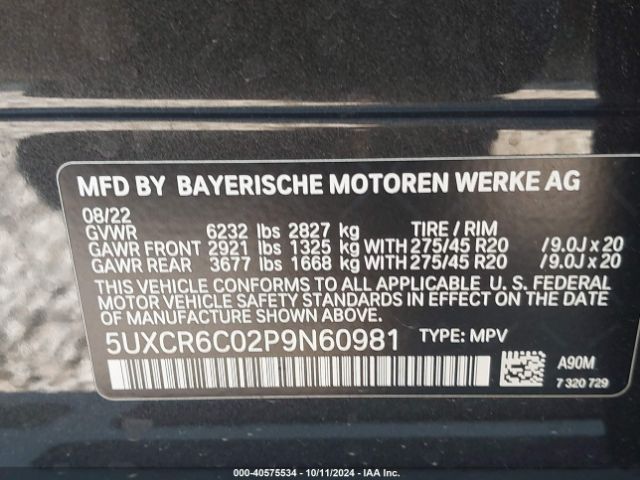 MFD BY BAYERISCHE MOTOREN WERKE AG
08/22
GVWR 6232 lbs 2827 kg TIRE / RIM
GAWR FRONT 2921 lbs 1325 kg WITH 275/45 R20 /9.0J x 20
GAWR REAR 3677 lbs 1668 kg WITH 275/45 R20 /9.0J x 20
THIS VEHICLE CONFORMS TO ALL APPLICABLE U. S. FEDERAL
MOTOR VEHICLE SAFETY STANDARDS IN EFFECT ON THE
DATE OF MANUFACTURE SHOWN ABOVE.
5UXCR6C02P9N60981 TYPE: MPV
A90M
7 320 729
000-40575534 - 10/11/2024 - IAA Inc.